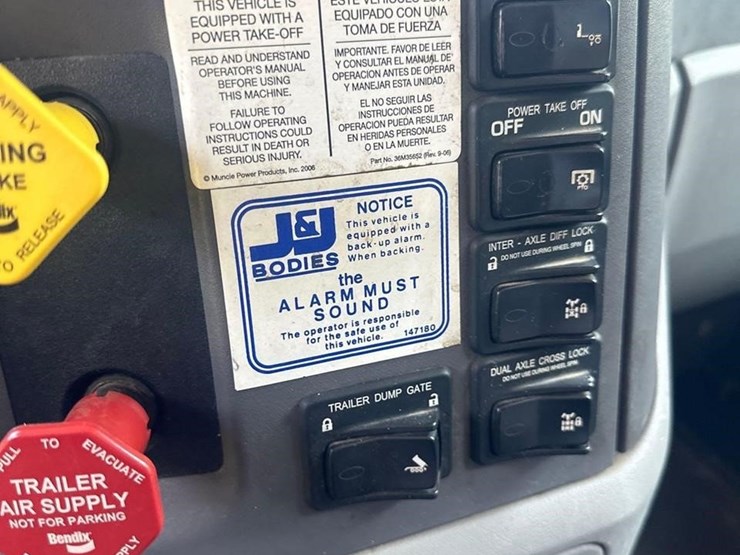 THIS VEHICLE IS
EQUIPPED WITH A
POWER TAKE-OFF
READ AND UNDERSTAND
OPERATOR'S MANUAL
BEFORE USING
THIS MACHINE.
FAILURE TO
FOLLOW OPERATING
INSTRUCTIONS COULD
RESULT IN DEATH OR
SERIOUS INJURY.
© Muncie Power Products, Inc. 2006
EQUIPADO CON UNA
TOMA DE FUERZA
IMPORTANTE. FAVOR DE LEER
Y CONSULTAR EL MANUAL DE
OPERACION ANTES DE OPERAR
Y MANEJAR ESTA UNIDAD.
EL NO SEGUIR LAS
INSTRUCCIONES DE
OPERACION PUEDA RESULTAR
EN HERIDAS PERSONALES
O EN LA MUERTE.
Part No. 36M35652 (Rev. 9-06)
J&J
BODIES
NOTICE
This vehicle is
equipped with a
back-up alarm.
When backing
the
ALARM MUST
SOUND
The operator is responsible
for the safe use of
this vehicle.
147180
POWER TAKE OFF
OFF ON
PTO
INTER - AXLE DIFF LOCK
DO NOT USE DURING WHEEL SPIN
DUAL AXLE CROSS LOCK
DO NOT USE DURING WHEEL SPIN
TRAILER DUMP GATE
APPLY
ING
KE
ix
TO RELEASE
PULL TO EVACUATE
TRAILER
AIR SUPPLY
NOT FOR PARKING
Bendix